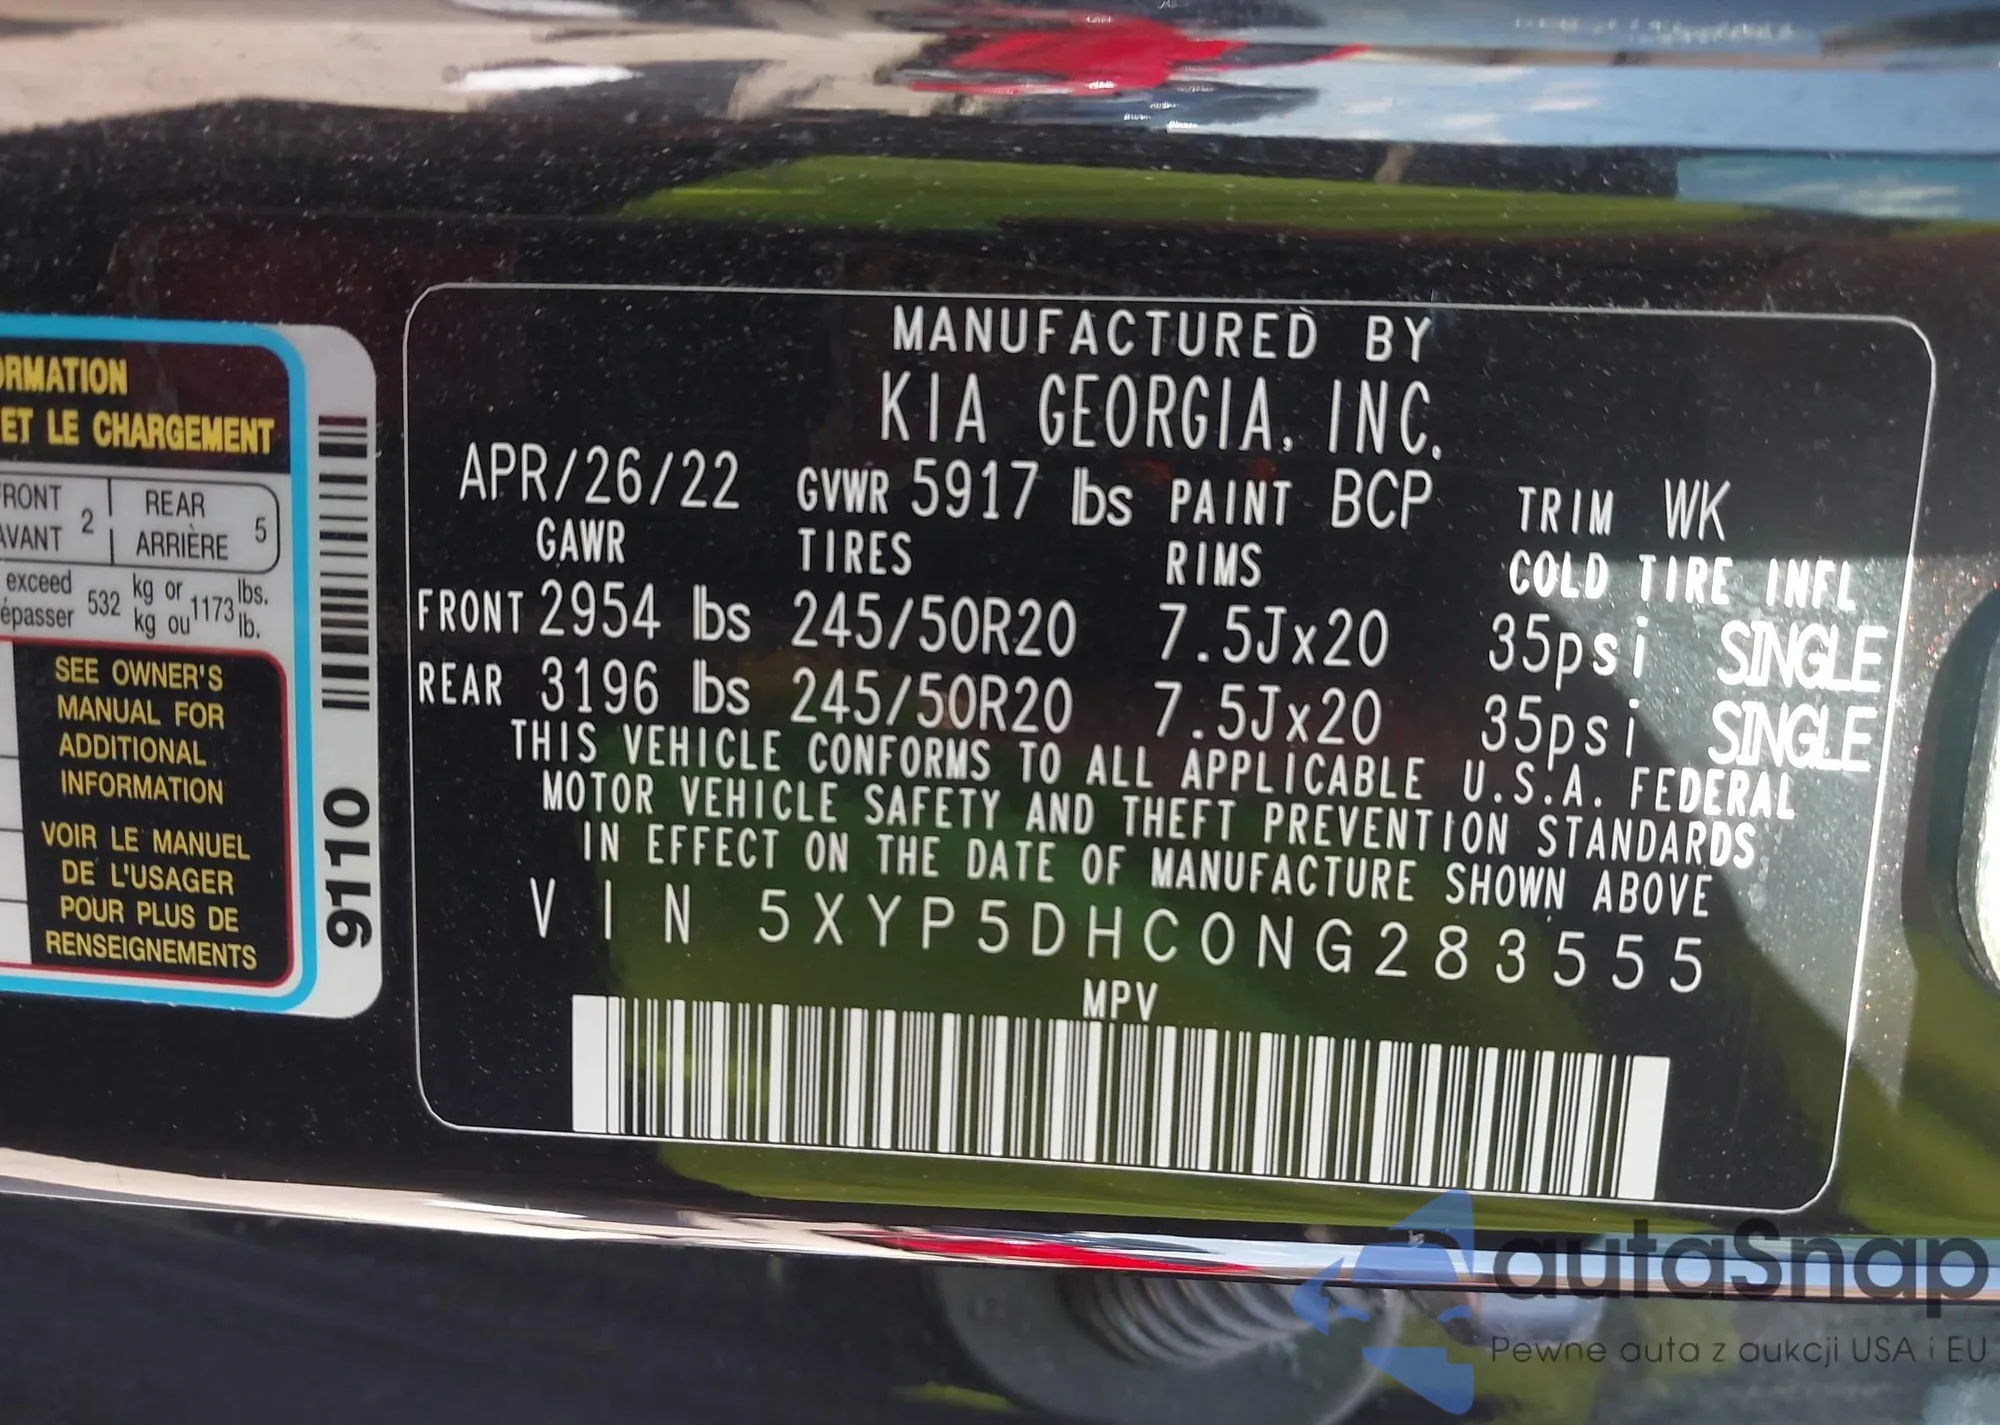 ORMATION
ET LE CHARGEMENT
FRONT 2 REAR 5
AVANT ARRIÈRE
exceed 532 kg or 1173 lbs.
épasser kg ou lb.
SEE OWNER'S
MANUAL FOR
ADDITIONAL
INFORMATION
VOIR LE MANUEL
DE L'USAGER
POUR PLUS DE
RENSEIGNEMENTS
9110
MANUFACTURED BY
KIA GEORGIA, INC.
APR/26/22 GVWR 5917 lbs PAINT BCP TRIM WK
GAWR TIRES RIMS COLD TIRE INFL
FRONT 2954 lbs 245/50R20 7.5Jx20 35psi SINGLE
REAR 3196 lbs 245/50R20 7.5Jx20 35psi SINGLE
THIS VEHICLE CONFORMS TO ALL APPLICABLE U.S.A. FEDERAL
MOTOR VEHICLE SAFETY AND THEFT PREVENTION STANDARDS
IN EFFECT ON THE DATE OF MANUFACTURE SHOWN ABOVE
VIN 5XYP5DHC0NG283555
MPV
autaSnap
Pewne auta z aukcji USA i EU